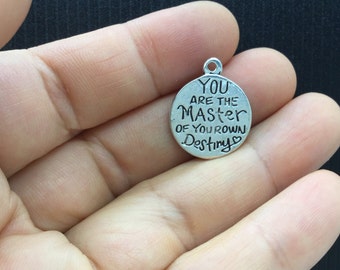 YOU
ARE THE
MASter
OF YOUR OWN
Destiny♡